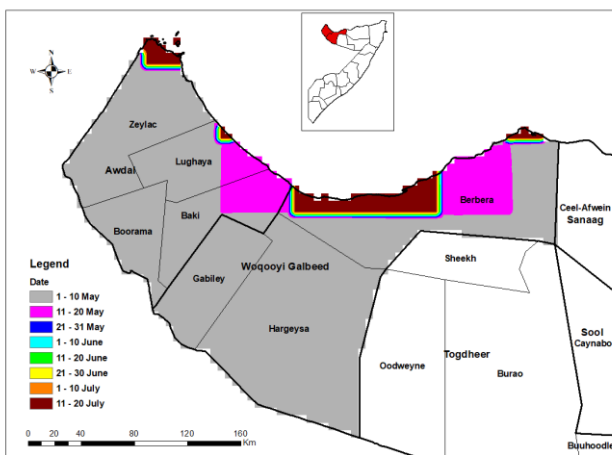 N
W E
S
Zeylac
Lughaya
Awdal
Boorama
Baki
Gabiley
Woqooyi Galbeed
Hargeysa
Berbera
Ceel-Afwein
Sanaag
Sheekh
Sool
Caynabo
Oodweyne
Togdheer
Burao
Buuhoodle
Legend
Date
1 - 10 May
11 - 20 May
21 - 31 May
1 - 10 June
11 - 20 June
21 - 30 June
1 - 10 July
11 - 20 July
0 20 40 80 120 160
Km